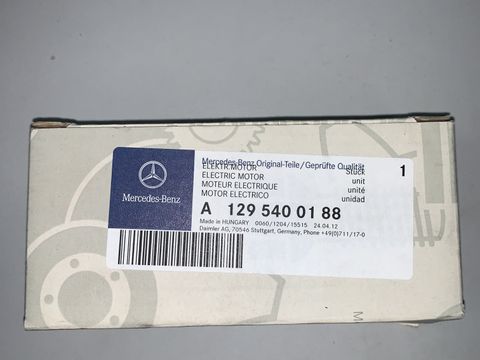 Mercedes-Benz Original-Teile/Geprüfte Qualität
ELEKTR.MOTOR Stück 1
ELECTRIC MOTOR unit
MOTEUR ELECTRIQUE unité
MOTOR ELECTRICO unidad
Mercedes-Benz
A 129 540 01 88
Made in HUNGARY 0060/1204/15515 24.04.12
Daimler AG, 70546 Stuttgart, Germany, Phone +49(0)711/17-0
M